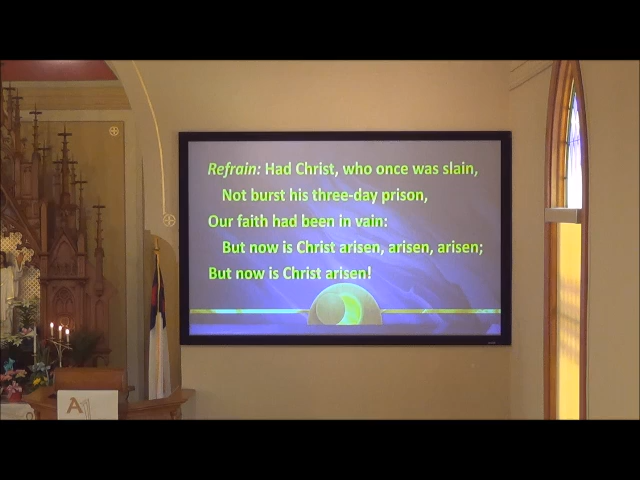 Refrain: Had Christ, who once was slain,
Not burst his three-day prison,
Our faith had been in vain:
But now is Christ arisen, arisen, arisen;
But now is Christ arisen!
A